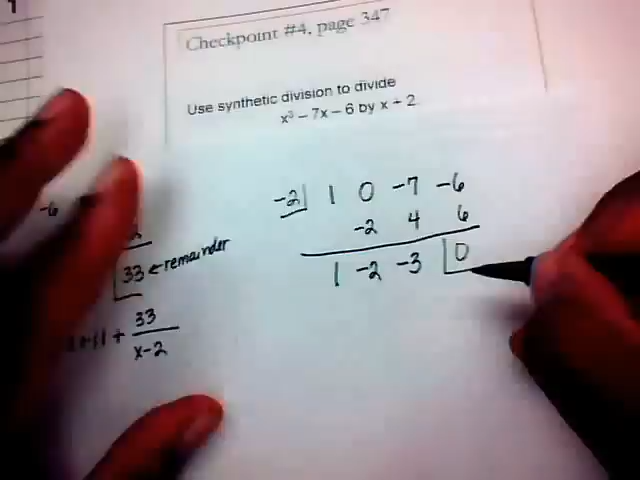 Checkpoint #4, page 347
Use synthetic division to divide
x³ − 7x − 6 by x + 2
-2| 1 0 -7 -6
-2 4 6
1 -2 -3 |0
-6
33 ← remainder
+ 33
x-2